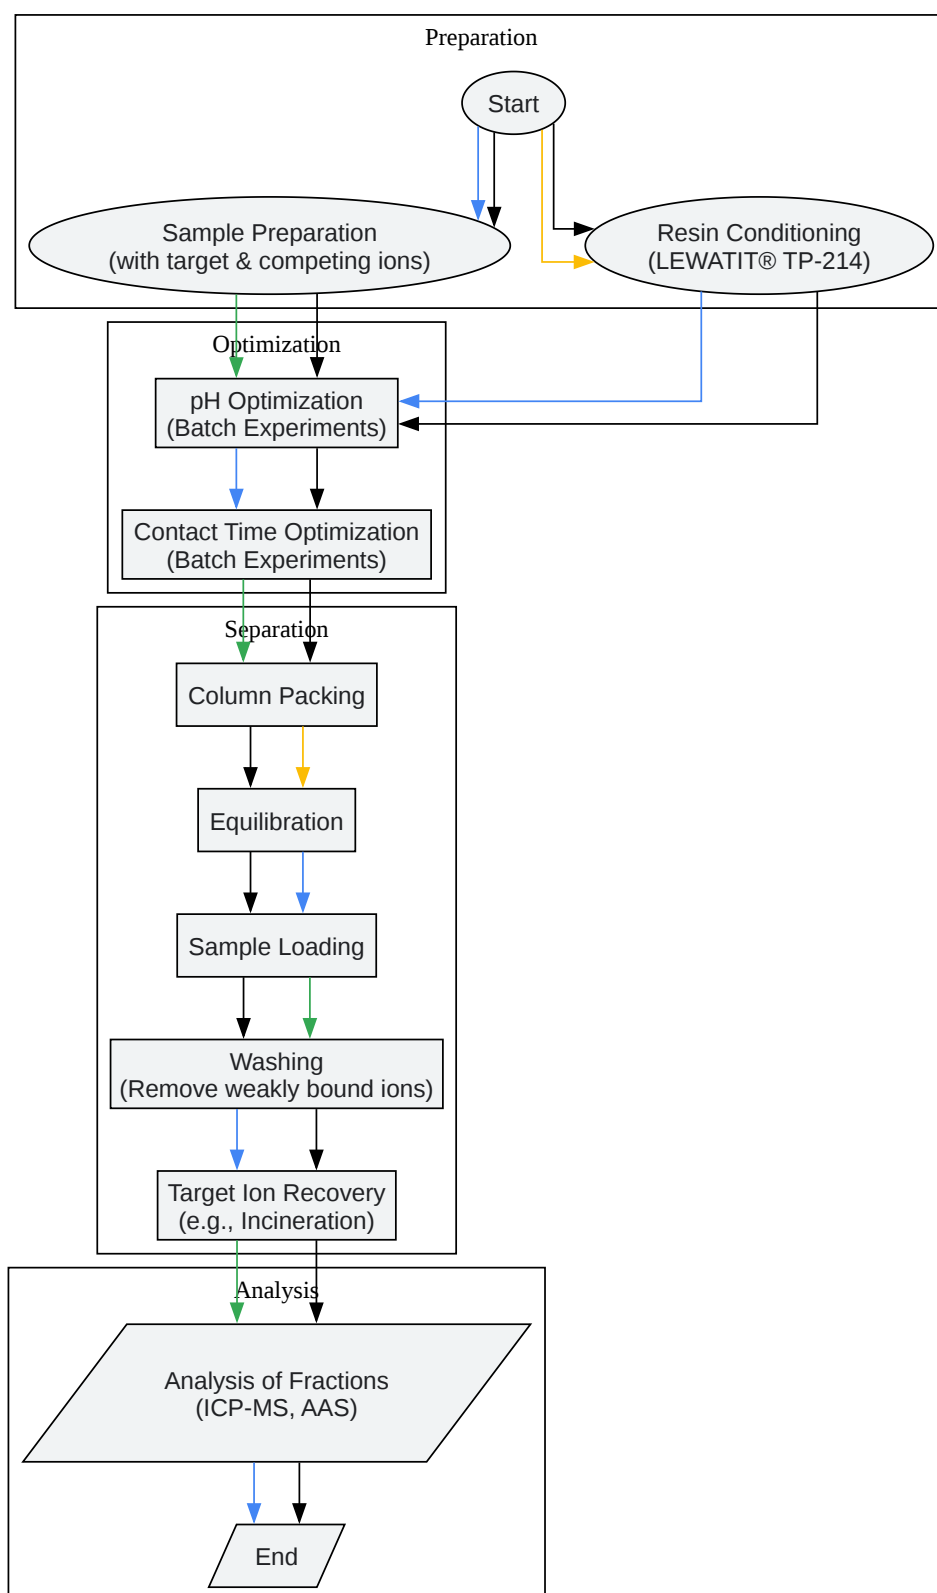 Preparation
Start
Sample Preparation
(with target & competing ions)
Resin Conditioning
(LEWATIT® TP-214)
Optimization
pH Optimization
(Batch Experiments)
Contact Time Optimization
(Batch Experiments)
Separation
Column Packing
Equilibration
Sample Loading
Washing
(Remove weakly bound ions)
Target Ion Recovery
(e.g., Incineration)
Analysis
Analysis of Fractions
(ICP-MS, AAS)
End